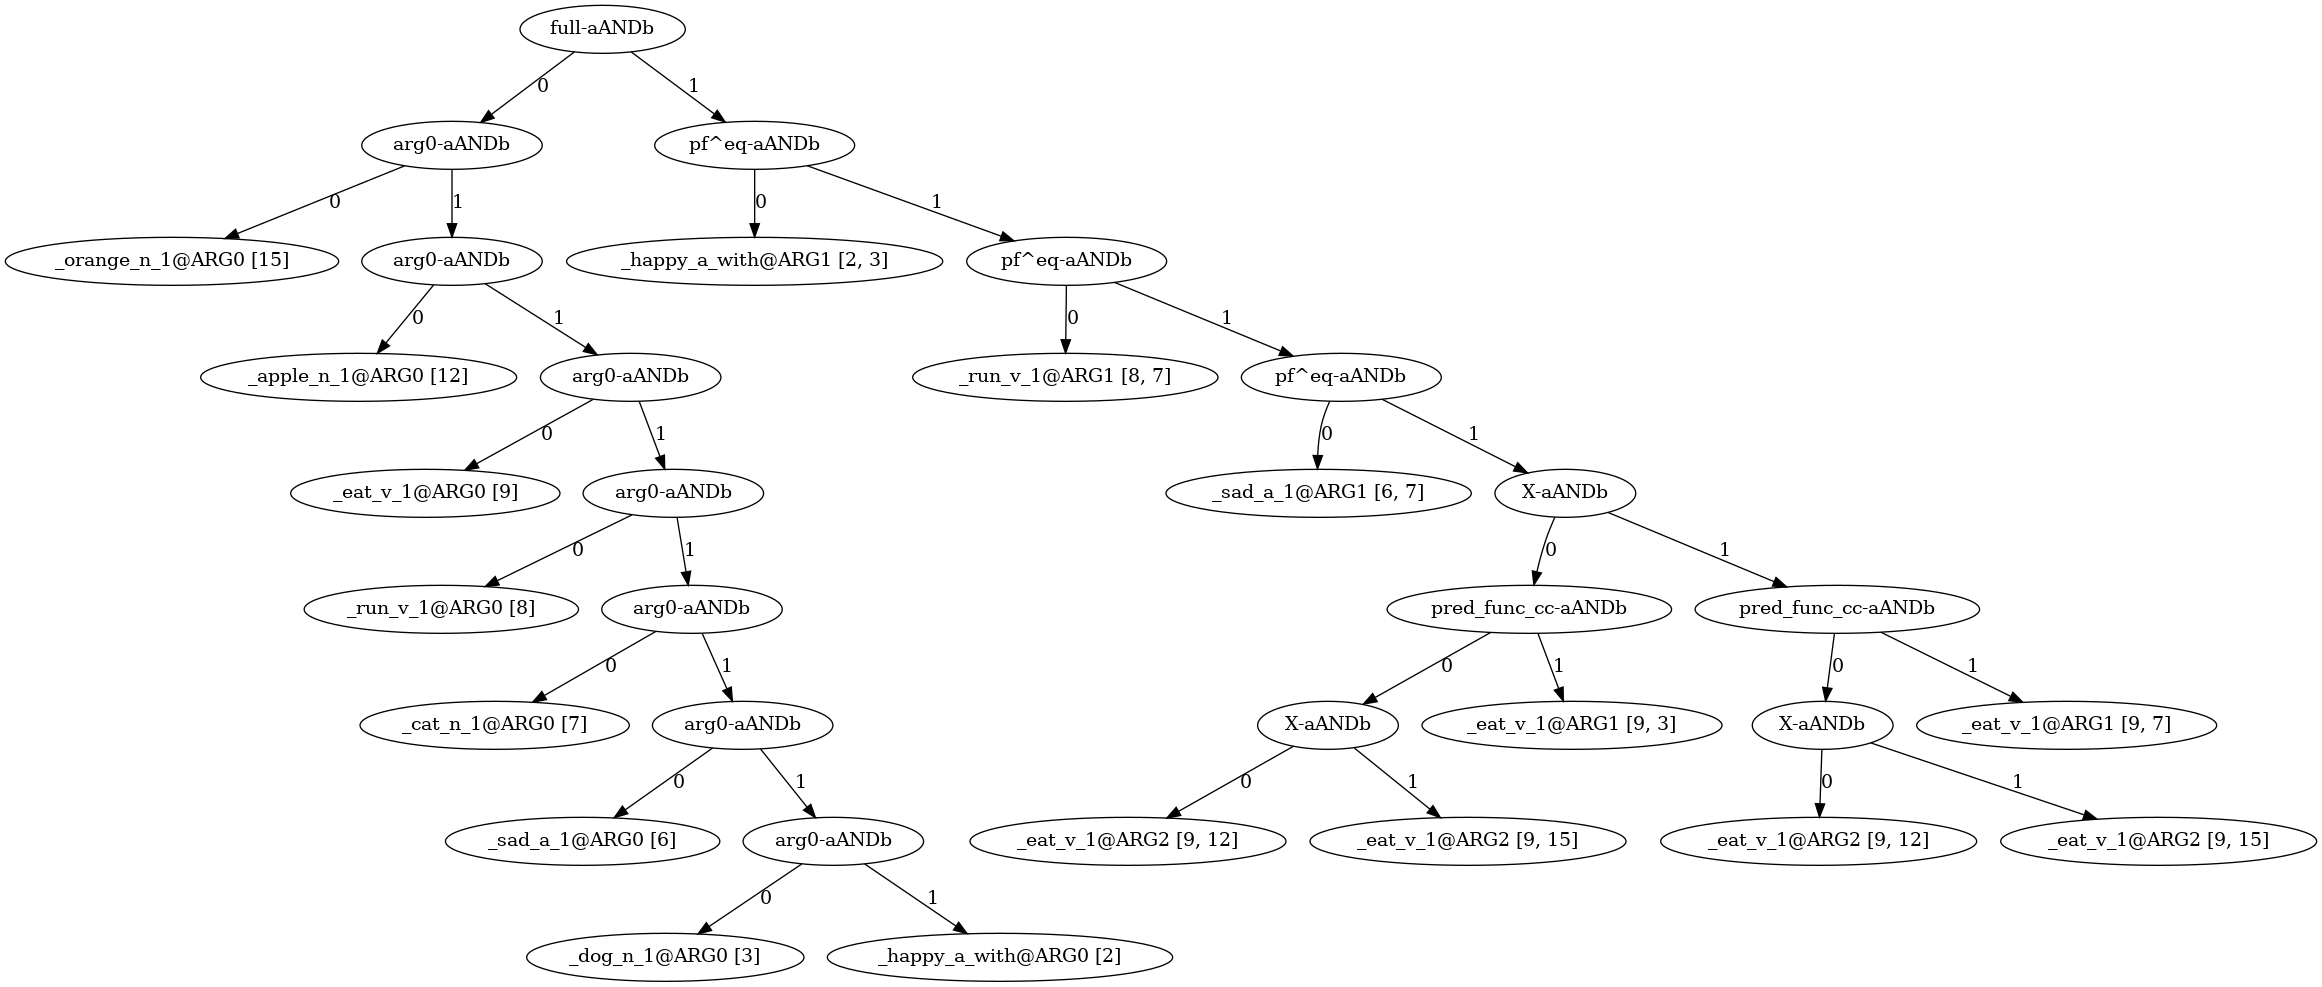 full-aANDb
0 1
arg0-aANDb pf^eq-aANDb
0 1 0 1
_orange_n_1@ARG0 [15] arg0-aANDb _happy_a_with@ARG1 [2, 3] pf^eq-aANDb
0 1 0 1
_apple_n_1@ARG0 [12] arg0-aANDb _run_v_1@ARG1 [8, 7] pf^eq-aANDb
0 1 0 1
_eat_v_1@ARG0 [9] arg0-aANDb _sad_a_1@ARG1 [6, 7] X-aANDb
0 1 0 1
_run_v_1@ARG0 [8] arg0-aANDb pred_func_cc-aANDb pred_func_cc-aANDb
0 1 0 1 0 1
_cat_n_1@ARG0 [7] arg0-aANDb X-aANDb _eat_v_1@ARG1 [9, 3] X-aANDb _eat_v_1@ARG1 [9, 7]
0 1 0 1 0 1
_sad_a_1@ARG0 [6] arg0-aANDb _eat_v_1@ARG2 [9, 12] _eat_v_1@ARG2 [9, 15] _eat_v_1@ARG2 [9, 12] _eat_v_1@ARG2 [9, 15]
0 1
_dog_n_1@ARG0 [3] _happy_a_with@ARG0 [2]